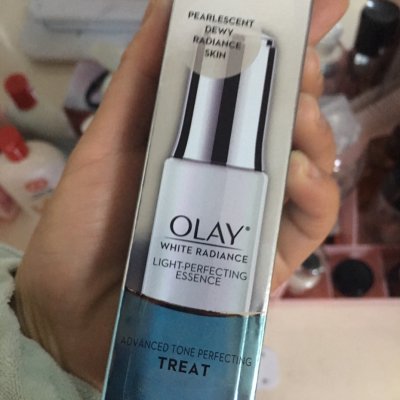 PEARLESCENT
DEWY
RADIANCE
SKIN
OLAY®
WHITE RADIANCE
LIGHT-PERFECTING
ESSENCE
ADVANCED TONE PERFECTING
TREAT